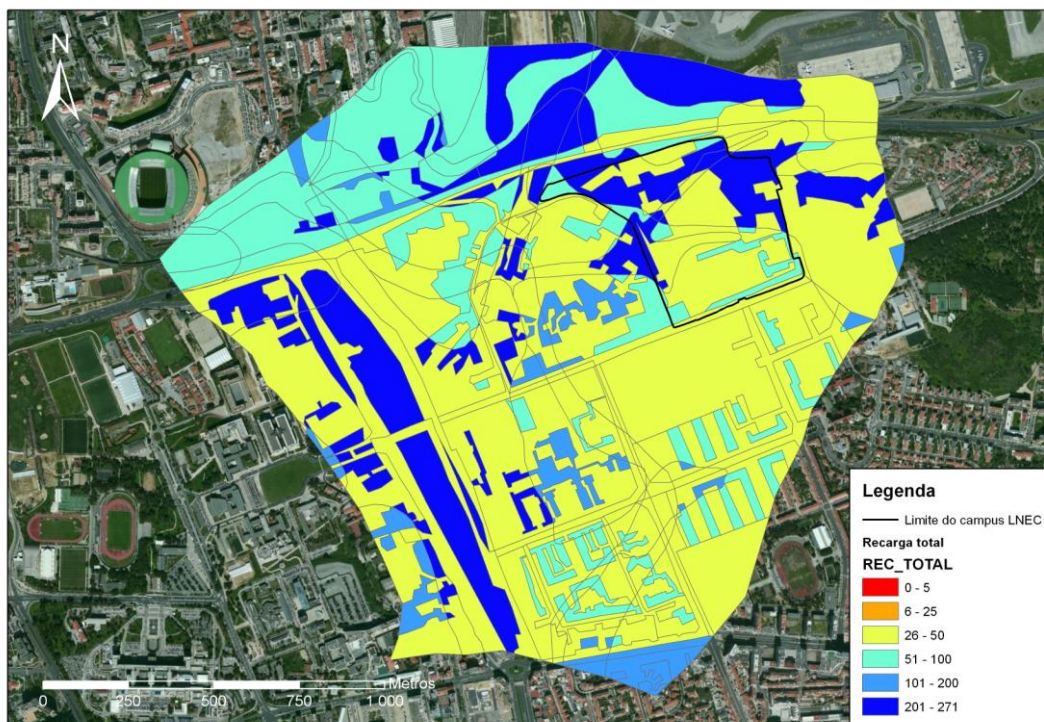 N
Legenda
Limite do campus LNEC
Recarga total
REC_TOTAL
0 - 5
6 - 25
26 - 50
51 - 100
101 - 200
201 - 271
Metros
0 250 500 750 1 000